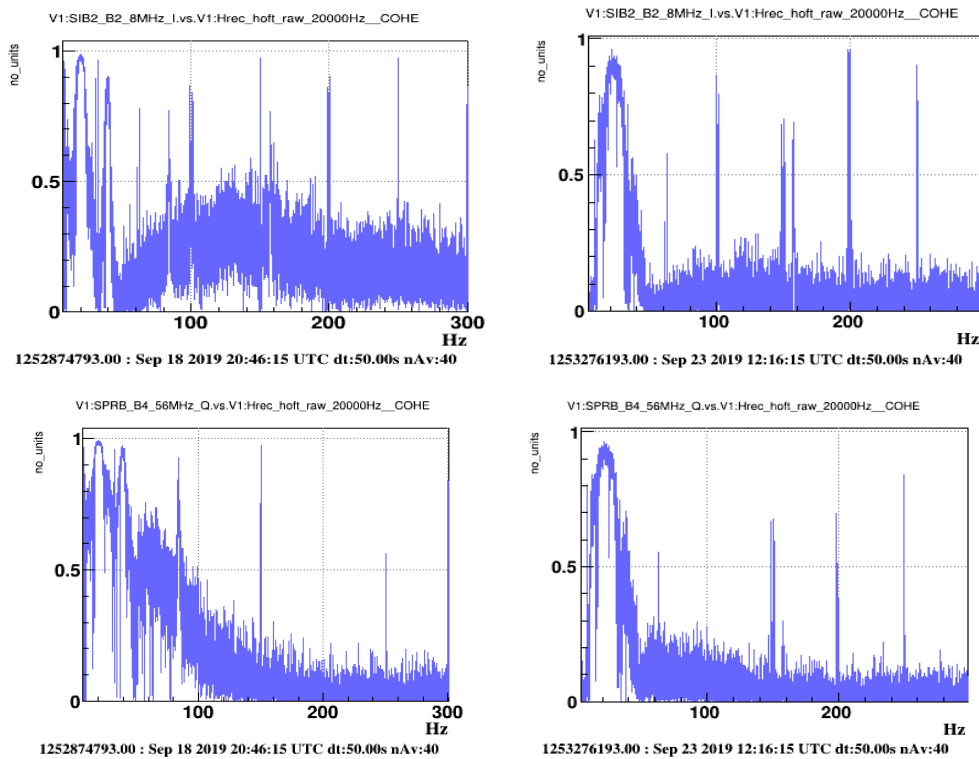 V1:SIB2_B2_8MHz_I.vs.V1:Hrec_hoft_raw_20000Hz__COHE
no_units
1
0.5
0
100
200
300
Hz
1252874793.00 : Sep 18 2019 20:46:15 UTC dt:50.00s nAv:40
V1:SIB2_B2_8MHz_I.vs.V1:Hrec_hoft_raw_20000Hz__COHE
no_units
1
0.5
0
100
200
Hz
1253276193.00 : Sep 23 2019 12:16:15 UTC dt:50.00s nAv:40
V1:SPRB_B4_56MHz_Q.vs.V1:Hrec_hoft_raw_20000Hz__COHE
no_units
1
0.5
0
100
200
300
Hz
1252874793.00 : Sep 18 2019 20:46:15 UTC dt:50.00s nAv:40
V1:SPRB_B4_56MHz_Q.vs.V1:Hrec_hoft_raw_20000Hz__COHE
no_units
1
0.5
0
100
200
Hz
1253276193.00 : Sep 23 2019 12:16:15 UTC dt:50.00s nAv:40